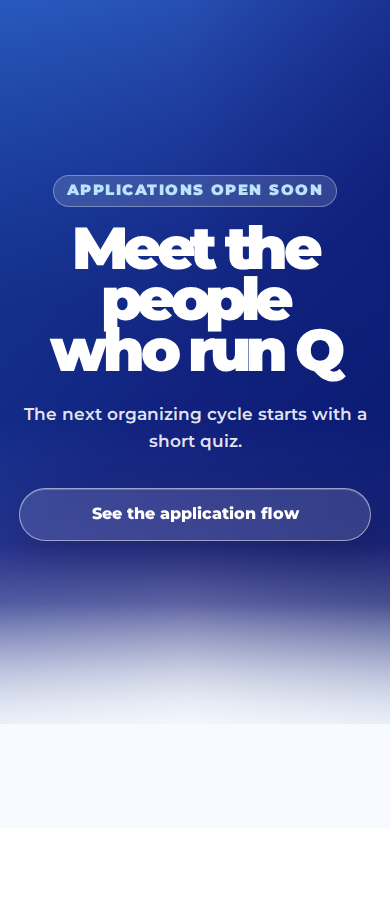 APPLICATIONS OPEN SOON
Meet the
people
who run Q
The next organizing cycle starts with a
short quiz.
See the application flow